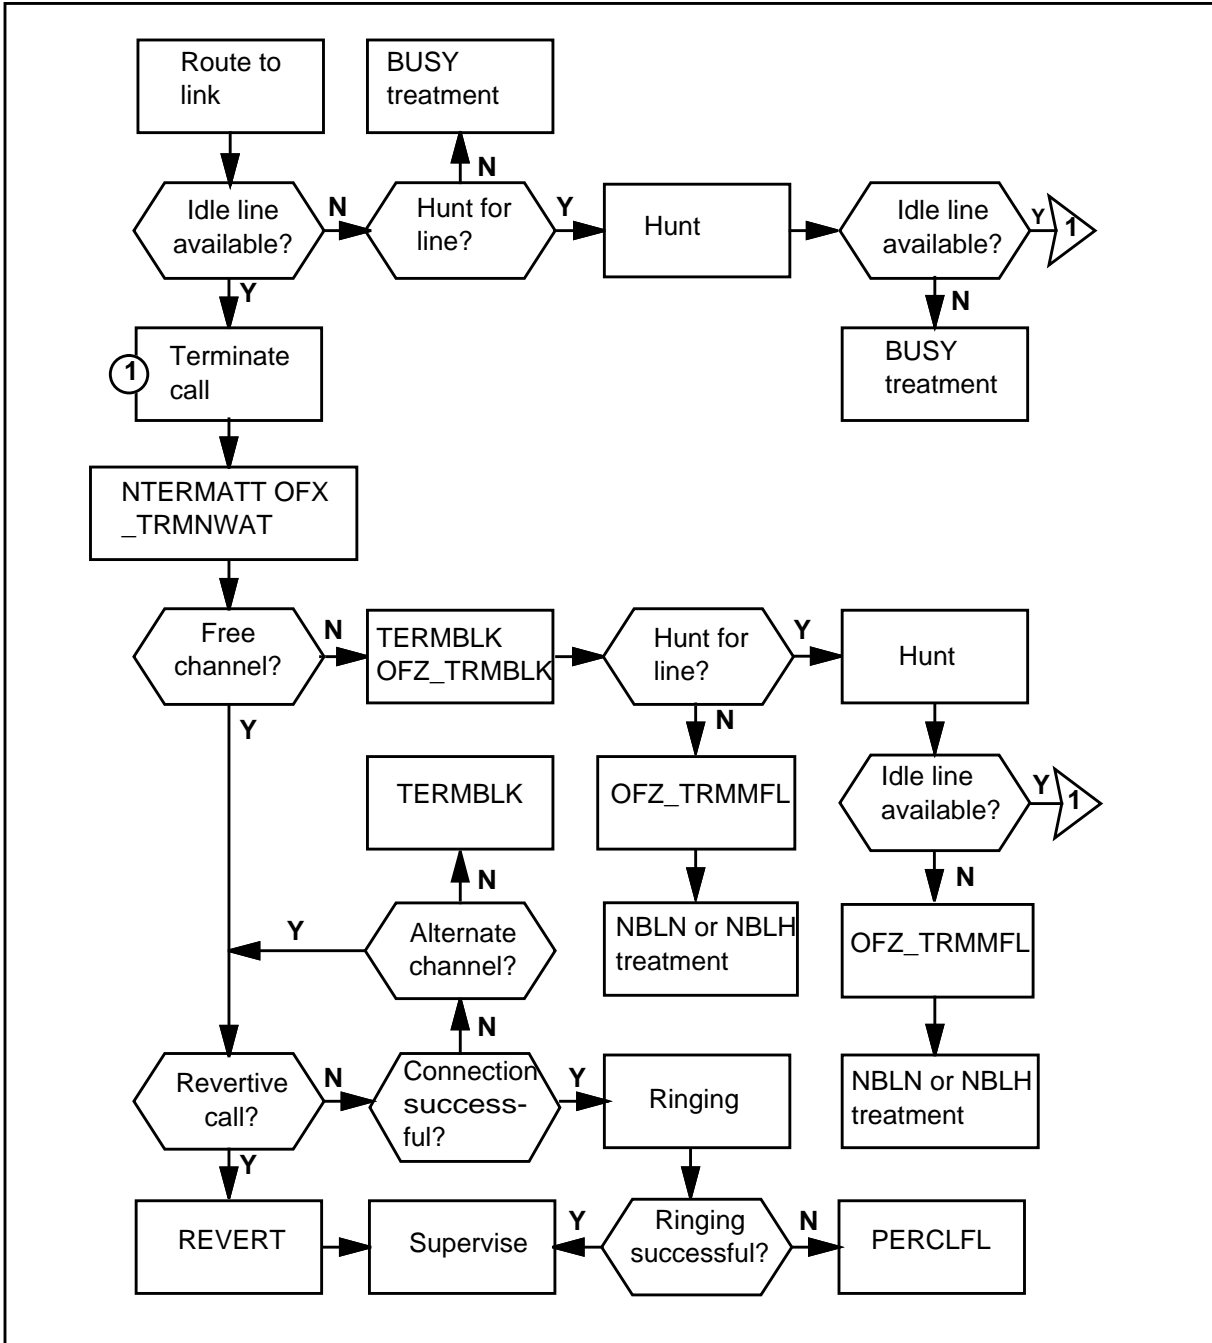 Route to
link
BUSY
treatment
N
Idle line
available?
N
Hunt for
line?
Y
Hunt
Idle line
available?
Y
1
Y
N
1
Terminate
call
BUSY
treatment
NTERMATT OFX
_TRMNWAT
Free
channel?
N
TERMBLK
OFZ_TRMBLK
Hunt for
line?
Y
Hunt
Y
N
TERMBLK
OFZ_TRMMFL
Idle line
available?
Y
1
N
N
Y
Alternate
channel?
NBLN or NBLH
treatment
OFZ_TRMMFL
N
Revertive
call?
N
Connection
success-
ful?
Y
Ringing
NBLN or NBLH
treatment
Y
REVERT
Supervise
Y
Ringing
successful?
N
PERCLFL